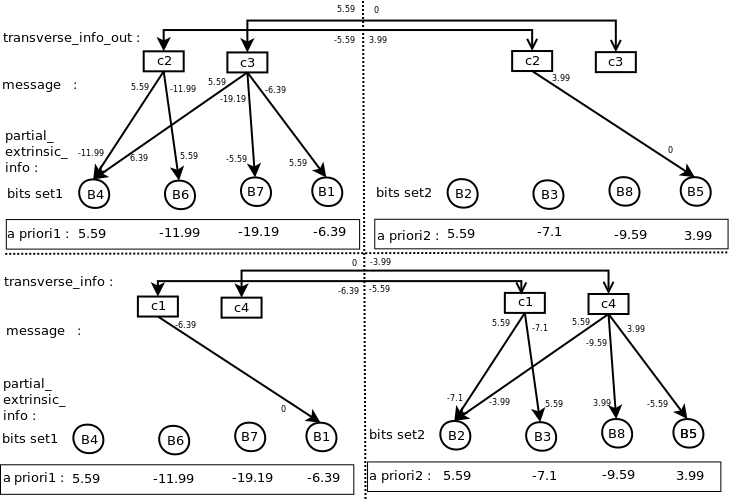 5.59 0
transverse_info_out : -5.59 3.99
c2 c3 c2 c3
message : 5.59 -11.99 5.59 -19.19 -6.39 3.99
partial_
extrinsic_
info : -11.99 6.39 5.59 -5.59 5.59 0
bits set1 B4 B6 B7 B1 bits set2 B2 B3 B8 B5
a priori1 : 5.59 -11.99 -19.19 -6.39 a priori2 : 5.59 -7.1 -9.59 3.99
0 -3.99
transverse_info : -6.39 -5.59
c1 c4 c1 c4
message : -6.39 5.59 -7.1 5.59 -9.59 3.99
partial_
extrinsic_
info : 0 -7.1 -3.99 5.59 3.99 -5.59
bits set1 B4 B6 B7 B1 bits set2 B2 B3 B8 B5
a priori1 : 5.59 -11.99 -19.19 -6.39 a priori2 : 5.59 -7.1 -9.59 3.99